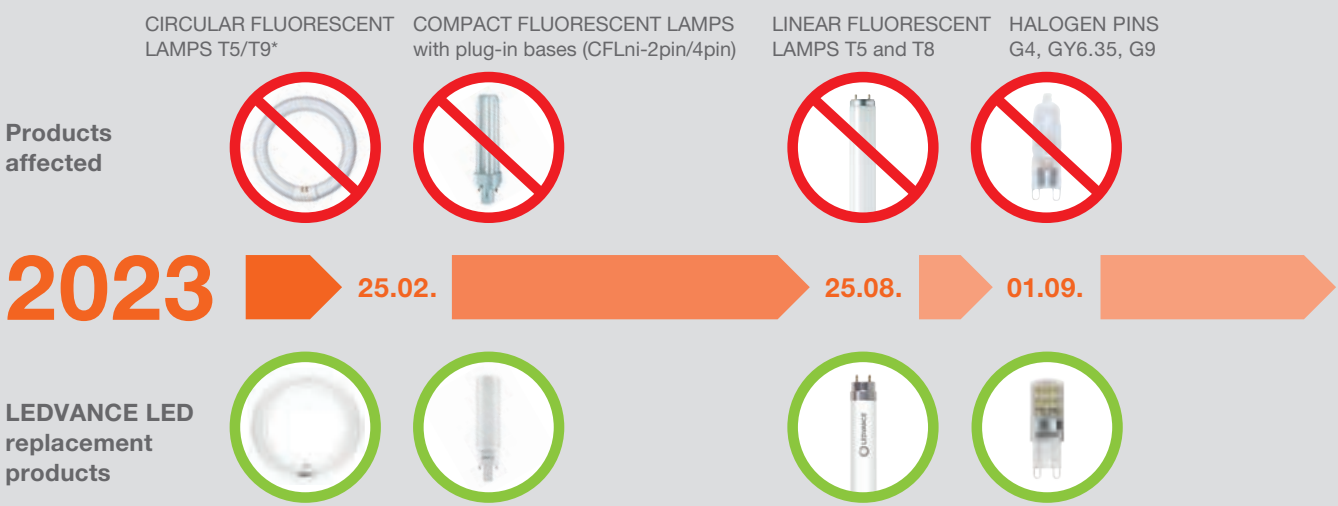 CIRCULAR FLUORESCENT
LAMPS T5/T9*
COMPACT FLUORESCENT LAMPS
with plug-in bases (CFLni-2pin/4pin)
LINEAR FLUORESCENT
LAMPS T5 and T8
HALOGEN PINS
G4, GY6.35, G9
Products
affected
2023
25.02.
25.08.
01.09.
LEDVANCE LED
replacement
products
LEDVANCE